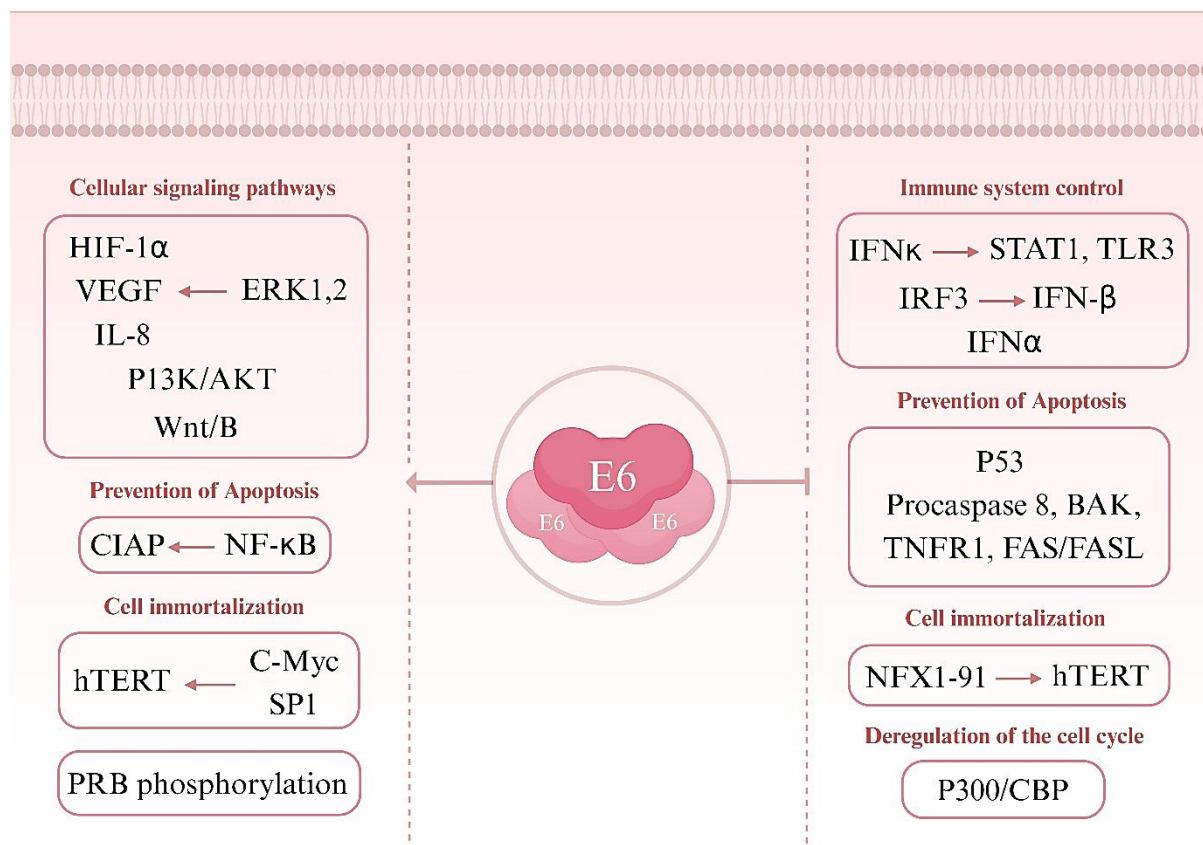 Cellular signaling pathways
HIF-1α
VEGF ← ERK1,2
IL-8
P13K/AKT
Wnt/B
Prevention of Apoptosis
CIAP ← NF-κB
Cell immortalization
hTERT ← C-Myc
SP1
PRB phosphorylation
E6
E6 E6
Immune system control
IFNκ → STAT1, TLR3
IRF3 → IFN-β
IFNα
Prevention of Apoptosis
P53
Procaspase 8, BAK,
TNFR1, FAS/FASL
Cell immortalization
NFX1-91 → hTERT
Deregulation of the cell cycle
P300/CBP